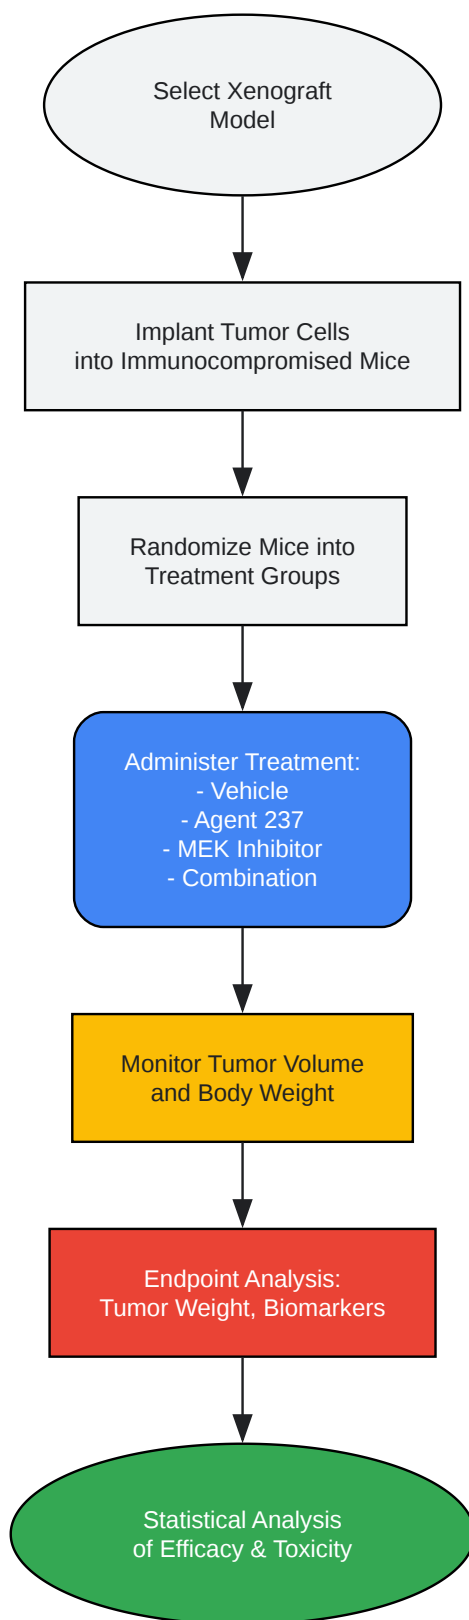 Select Xenograft
Model
Implant Tumor Cells
into Immunocompromised Mice
Randomize Mice into
Treatment Groups
Administer Treatment:
- Vehicle
- Agent 237
- MEK Inhibitor
- Combination
Monitor Tumor Volume
and Body Weight
Endpoint Analysis:
Tumor Weight, Biomarkers
Statistical Analysis
of Efficacy & Toxicity